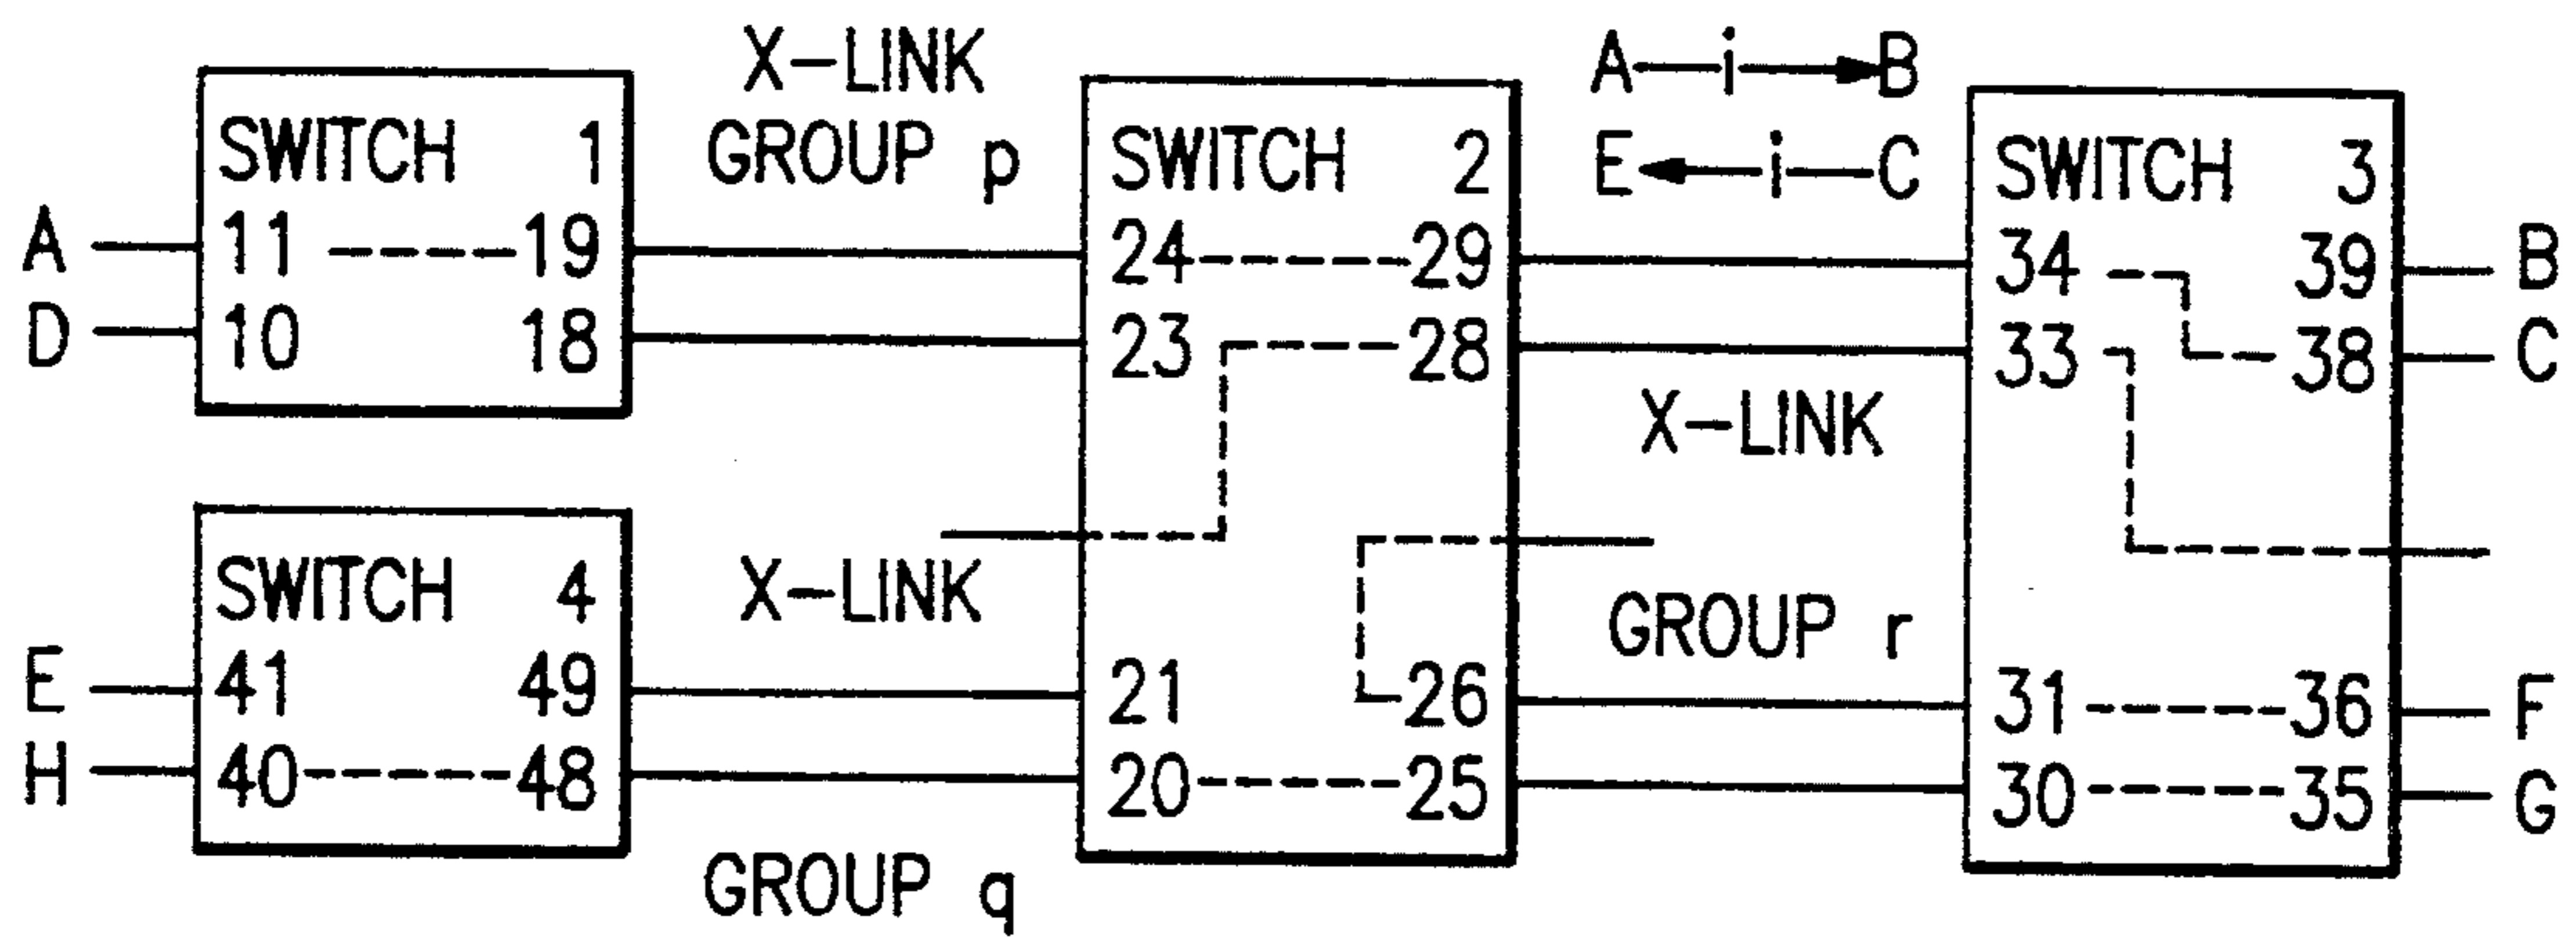 X-LINK
GROUP p
A—i→B
E←i—C
SWITCH 1
11 19
10 18
A
D
SWITCH 2
24 29
23 28
21 26
20 25
SWITCH 3
34 39
33 38
31 36
30 35
B
C
X-LINK
GROUP r
F
G
SWITCH 4
41 49
40 48
E
H
X-LINK
GROUP q